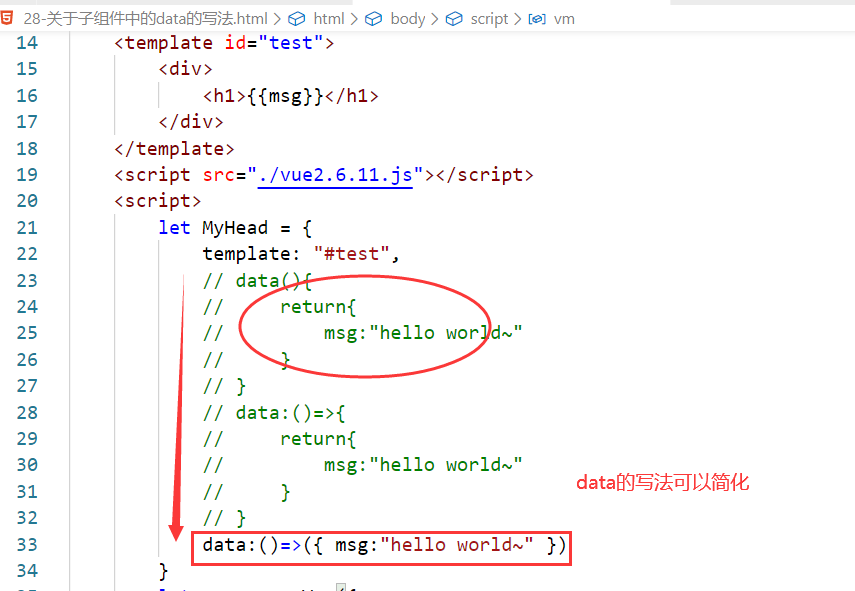 28-关于子组件中的data的写法.html > html > body > script > vm
14 <template id="test">
15 <div>
16 <h1>{{msg}}</h1>
17 </div>
18 </template>
19 <script src="./vue2.6.11.js"></script>
20 <script>
21 let MyHead = {
22 template: "#test",
23 // data(){
24 // return{
25 // msg:"hello world~"
26 // }
27 // }
28 // data:()=>{
29 // return{
30 // msg:"hello world~"
data的写法可以简化
31 // }
32 // }
33 data:()=>({ msg:"hello world~" })
34 }